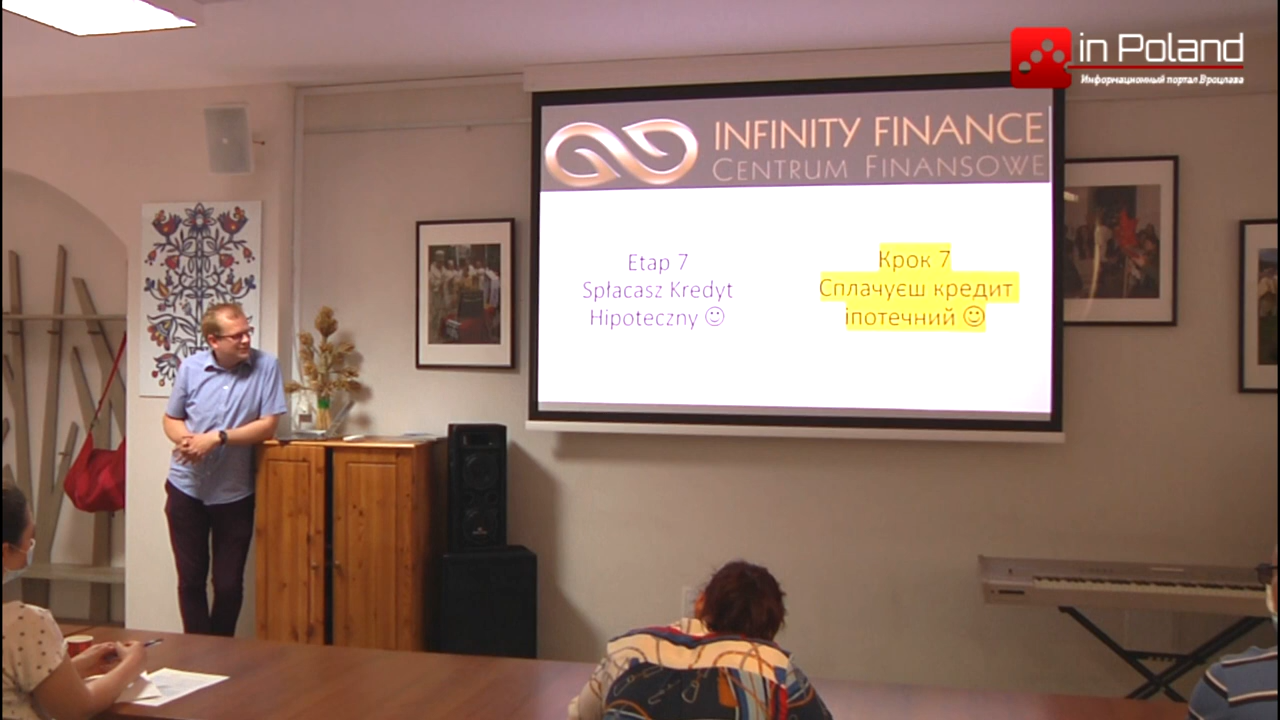 in Poland
Информационный портал Вроцлава
INFINITY FINANCE
CENTRUM FINANSOWE
Etap 7
Spłacasz Kredyt
Hipoteczny ☺
Крок 7
Сплачуєш кредит
іпотечний ☺